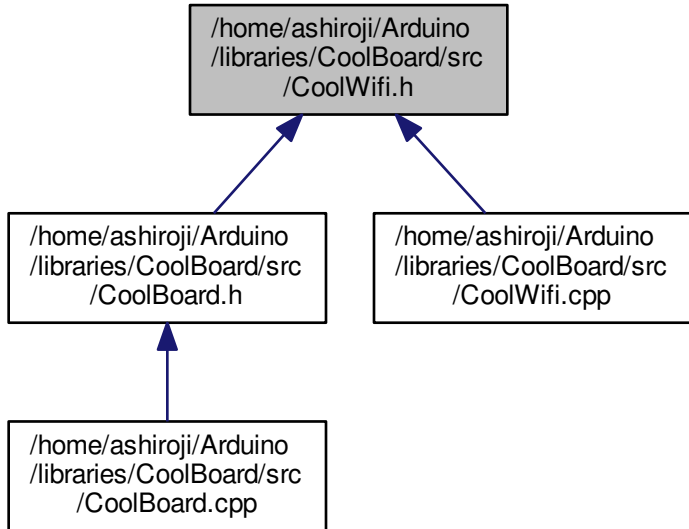 /home/ashiroji/Arduino
/libraries/CoolBoard/src
/CoolWifi.h
/home/ashiroji/Arduino
/libraries/CoolBoard/src
/CoolBoard.h
/home/ashiroji/Arduino
/libraries/CoolBoard/src
/CoolWifi.cpp
/home/ashiroji/Arduino
/libraries/CoolBoard/src
/CoolBoard.cpp